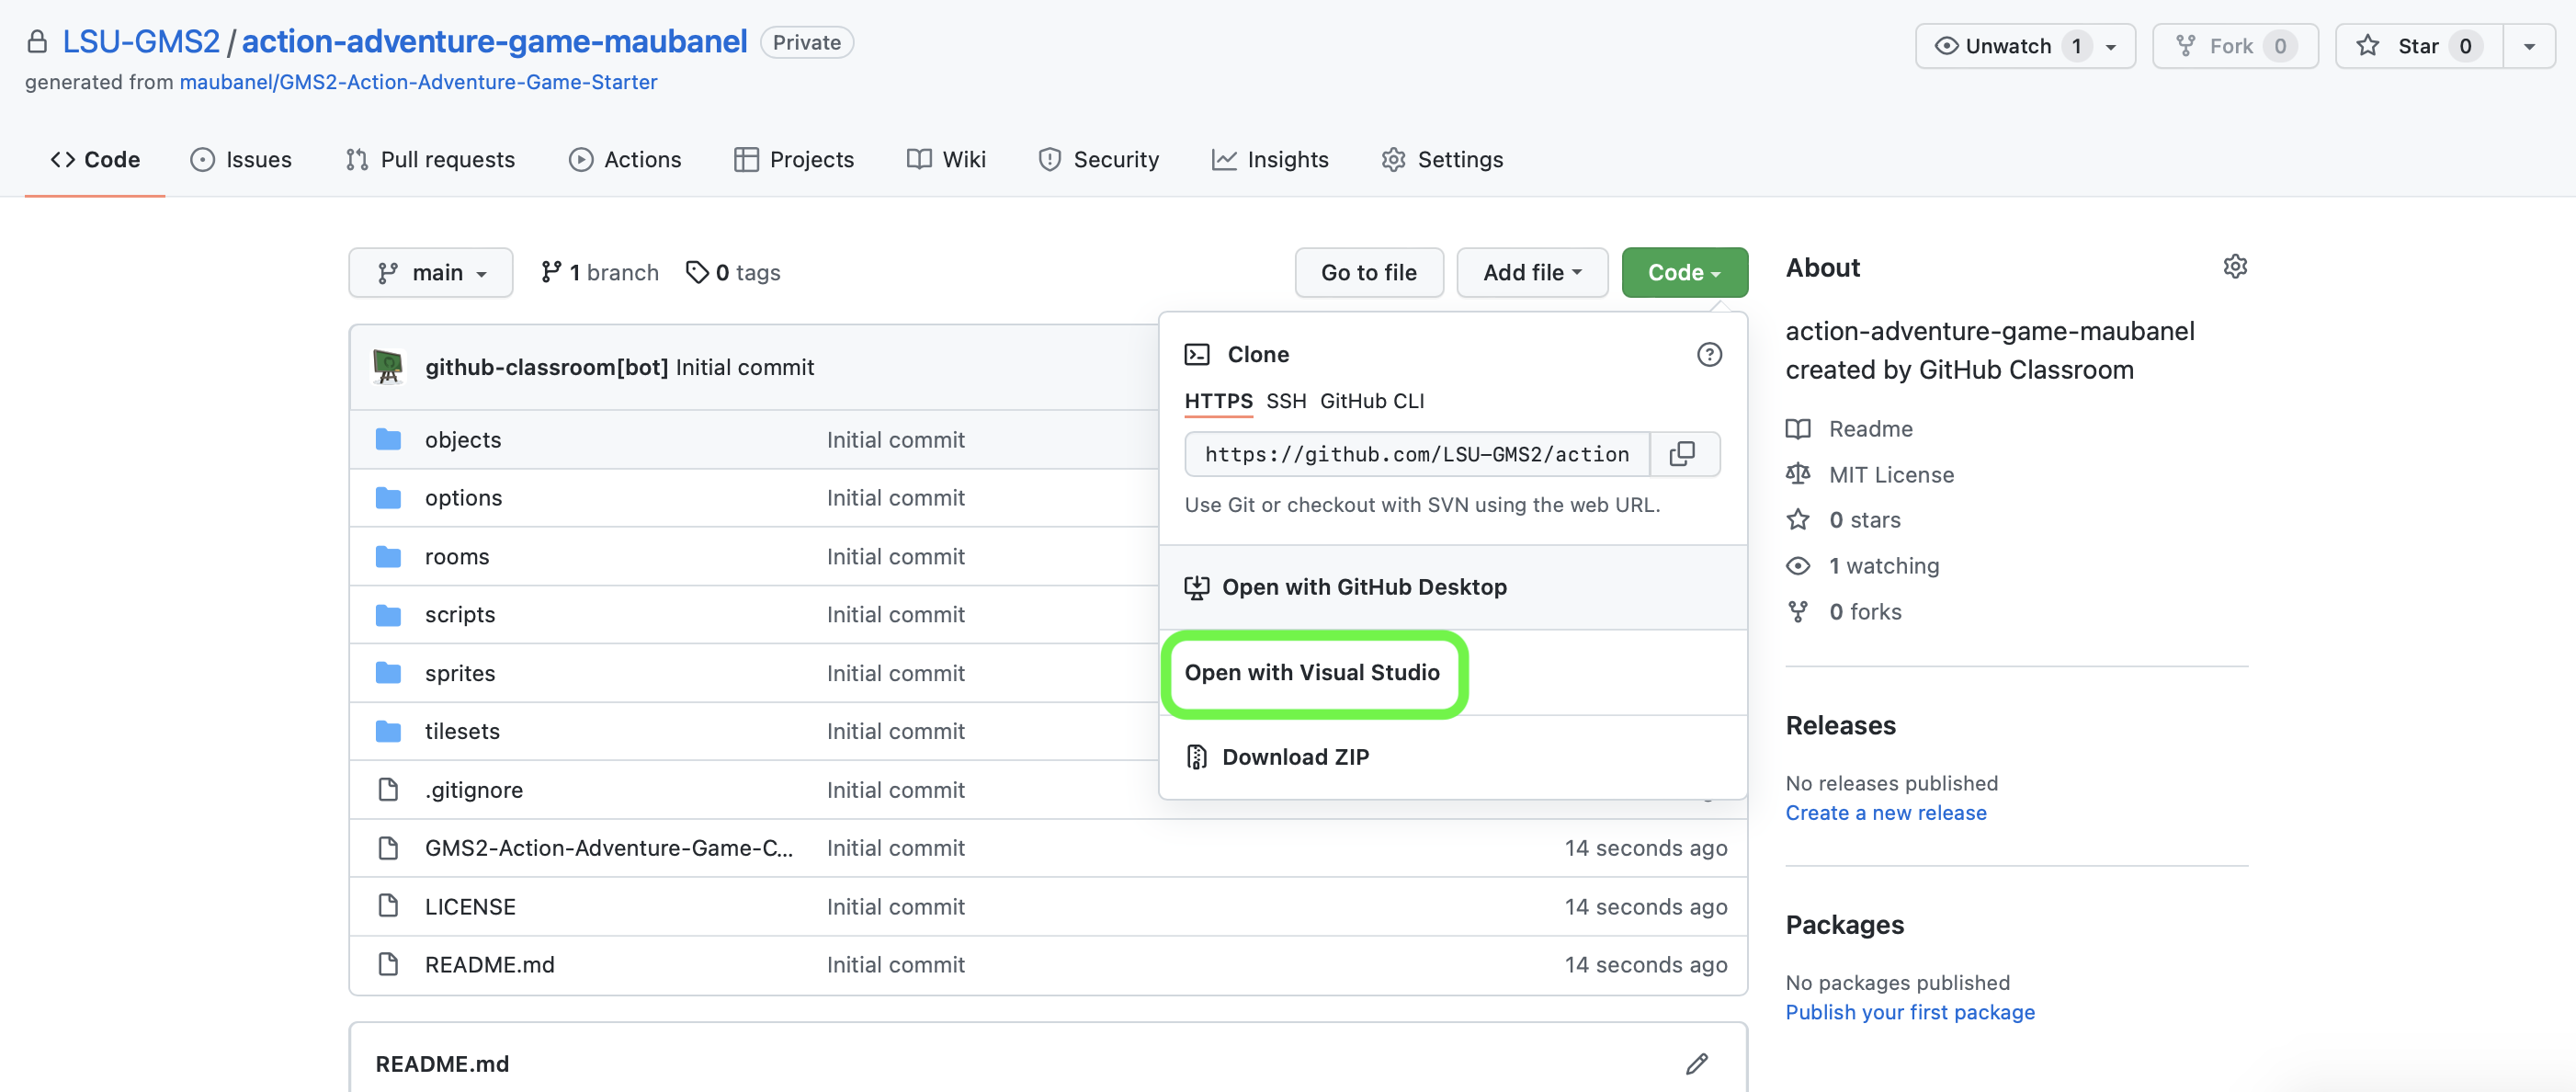 LSU-GMS2 / action-adventure-game-maubanel Private
Unwatch 1
Fork 0
Star 0
generated from maubanel/GMS2-Action-Adventure-Game-Starter
Code Issues Pull requests Actions Projects Wiki Security Insights Settings
main 1 branch 0 tags
Go to file Add file Code
github-classroom[bot] Initial commit
objects Initial commit
options Initial commit
rooms Initial commit
scripts Initial commit
sprites Initial commit
tilesets Initial commit
.gitignore Initial commit
GMS2-Action-Adventure-Game-C... Initial commit 14 seconds ago
LICENSE Initial commit 14 seconds ago
README.md Initial commit 14 seconds ago
README.md
Clone
HTTPS SSH GitHub CLI
https://github.com/LSU-GMS2/action
Use Git or checkout with SVN using the web URL.
Open with GitHub Desktop
Open with Visual Studio
Download ZIP
About
action-adventure-game-maubanel
created by GitHub Classroom
Readme
MIT License
0 stars
1 watching
0 forks
Releases
No releases published
Create a new release
Packages
No packages published
Publish your first package